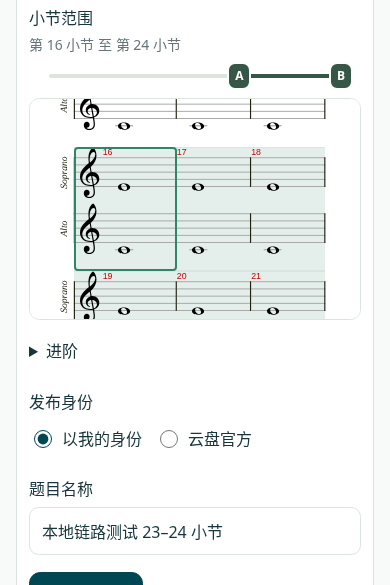 小节范围
第 16 小节 至 第 24 小节
A B
Alto
16 17 18
Soprano
Alto
19 20 21
Soprano
进阶
发布身份
以我的身份 云盘官方
题目名称
本地链路测试 23–24 小节